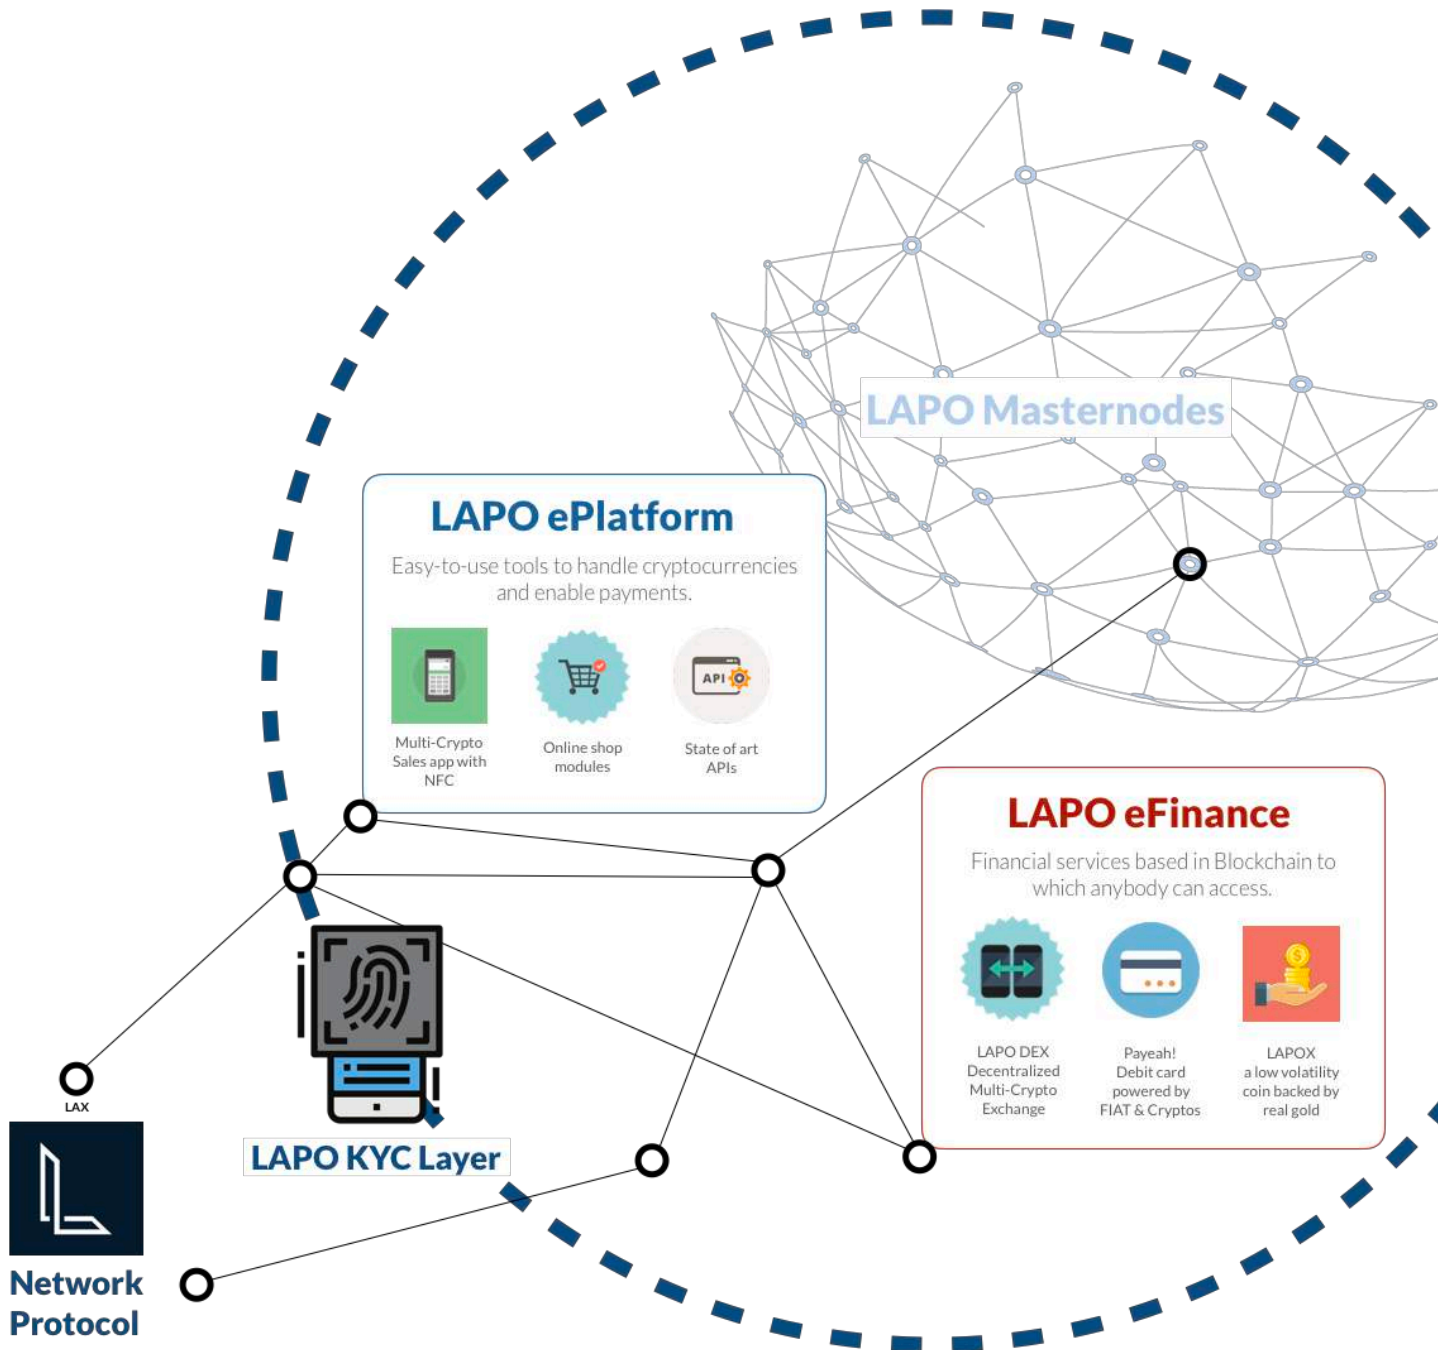 LAPO Masternodes
LAPO ePlatform
Easy-to-use tools to handle cryptocurrencies
and enable payments.
API
Multi-Crypto
Sales app with
NFC
Online shop
modules
State of art
APIs
LAPO eFinance
Financial services based in Blockchain to
which anybody can access.
$
LAPO DEX
Decentralized
Multi-Crypto
Exchange
Payeah!
Debit card
powered by
FIAT & Cryptos
LAPOX
a low volatility
coin backed by
real gold
LAX
LAPO KYC Layer
Network
Protocol